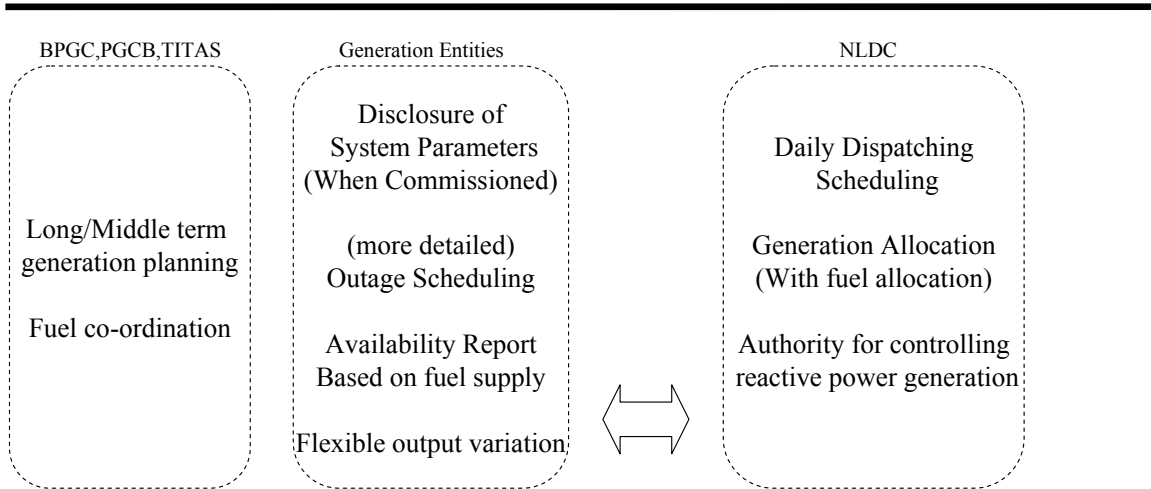 BPGC,PGCB,TITAS
Long/Middle term
generation planning
Fuel co-ordination
Generation Entities
Disclosure of
System Parameters
(When Commissioned)
(more detailed)
Outage Scheduling
Availability Report
Based on fuel supply
Flexible output variation
NLDC
Daily Dispatching
Scheduling
Generation Allocation
(With fuel allocation)
Authority for controlling
reactive power generation